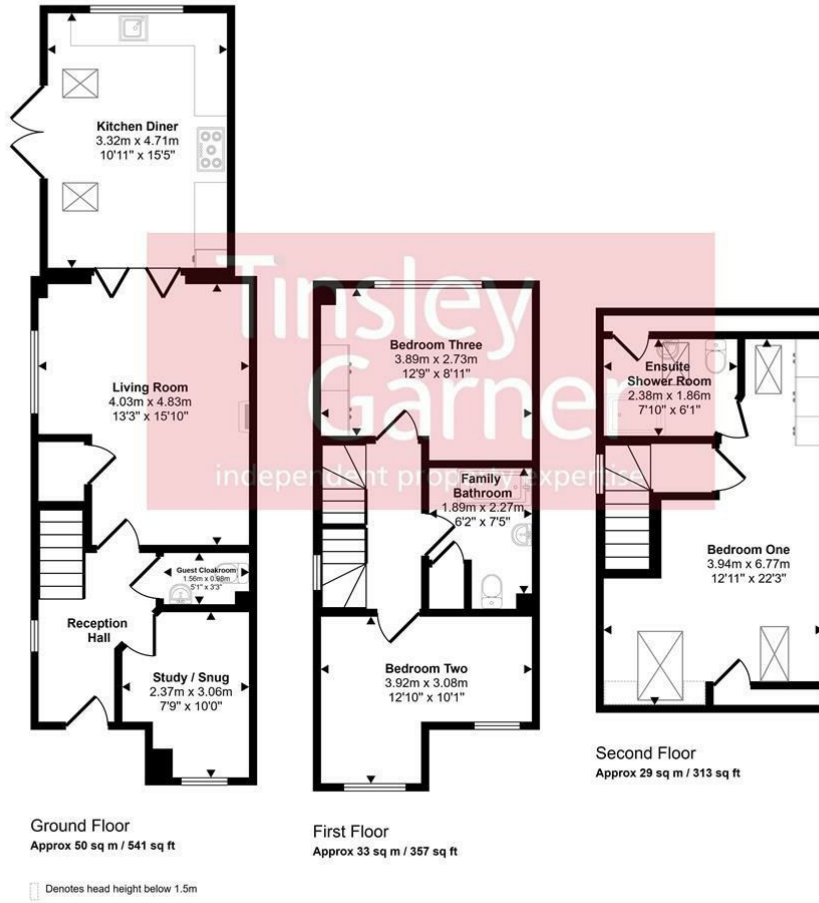 Kitchen Diner
3.32m x 4.71m
10'11" x 15'5"
Tinsley
Garner
independent property expertise
Living Room
4.03m x 4.83m
13'3" x 15'10"
Guest Cloakroom
1.56m x 0.98m
5'1" x 3'3"
Reception
Hall
Study / Snug
2.37m x 3.06m
7'9" x 10'0"
Ground Floor
Approx 50 sq m / 541 sq ft
Denotes head height below 1.5m
Bedroom Three
3.89m x 2.73m
12'9" x 8'11"
Family
Bathroom
1.89m x 2.27m
6'2" x 7'5"
Bedroom Two
3.92m x 3.08m
12'10" x 10'1"
First Floor
Approx 33 sq m / 357 sq ft
Ensuite
Shower Room
2.38m x 1.86m
7'10" x 6'1"
Bedroom One
3.94m x 6.77m
12'11" x 22'3"
Second Floor
Approx 29 sq m / 313 sq ft